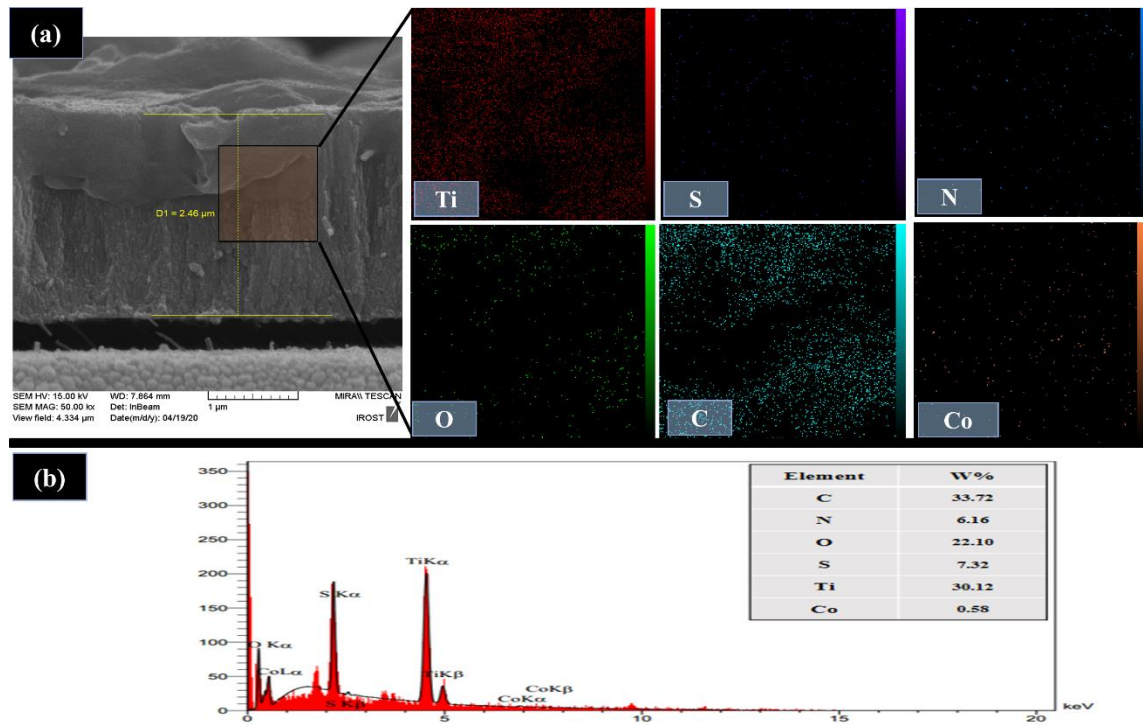 (a)
D1 = 2.46 µm
SEM HV: 15.00 kV WD: 7.864 mm MIRA\\ TESCAN
SEM MAG: 50.00 kx Det: InBeam 1 µm
View field: 4.334 µm Date(m/d/y): 04/19/20 IROST
Ti
S
N
O
C
Co
(b)
350
300
250
200
150
100
50
0
O Kα
CoLα
S Kα
S Kβ
TiKα
TiKβ
CoKα
CoKβ
0 5 10 15 20
keV
Element W%
C 33.72
N 6.16
O 22.10
S 7.32
Ti 30.12
Co 0.58